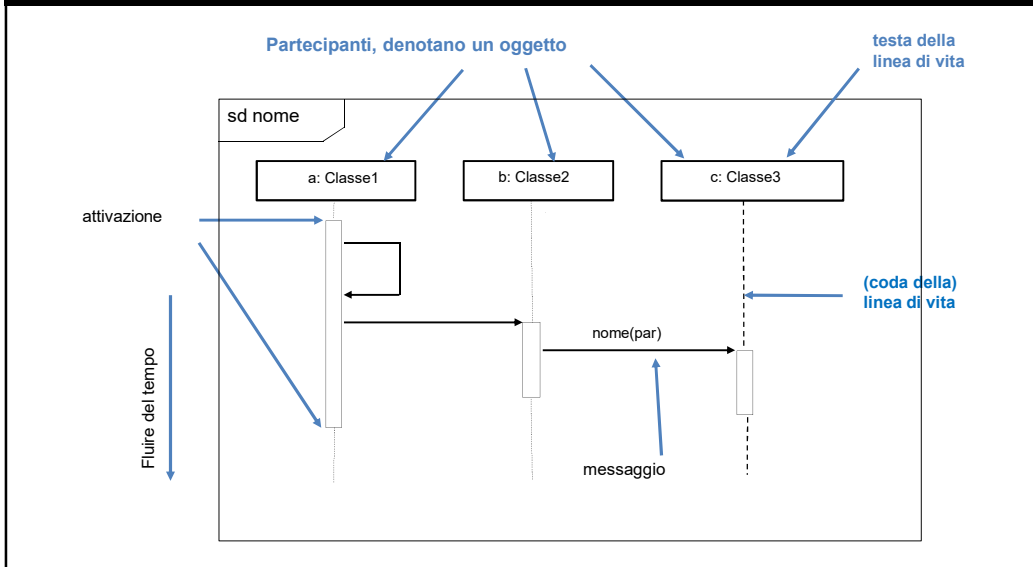 Partecipanti, denotano un oggetto
testa della
linea di vita
sd nome
a: Classe1
b: Classe2
c: Classe3
attivazione
(coda della)
linea di vita
nome(par)
Fluire del tempo
messaggio